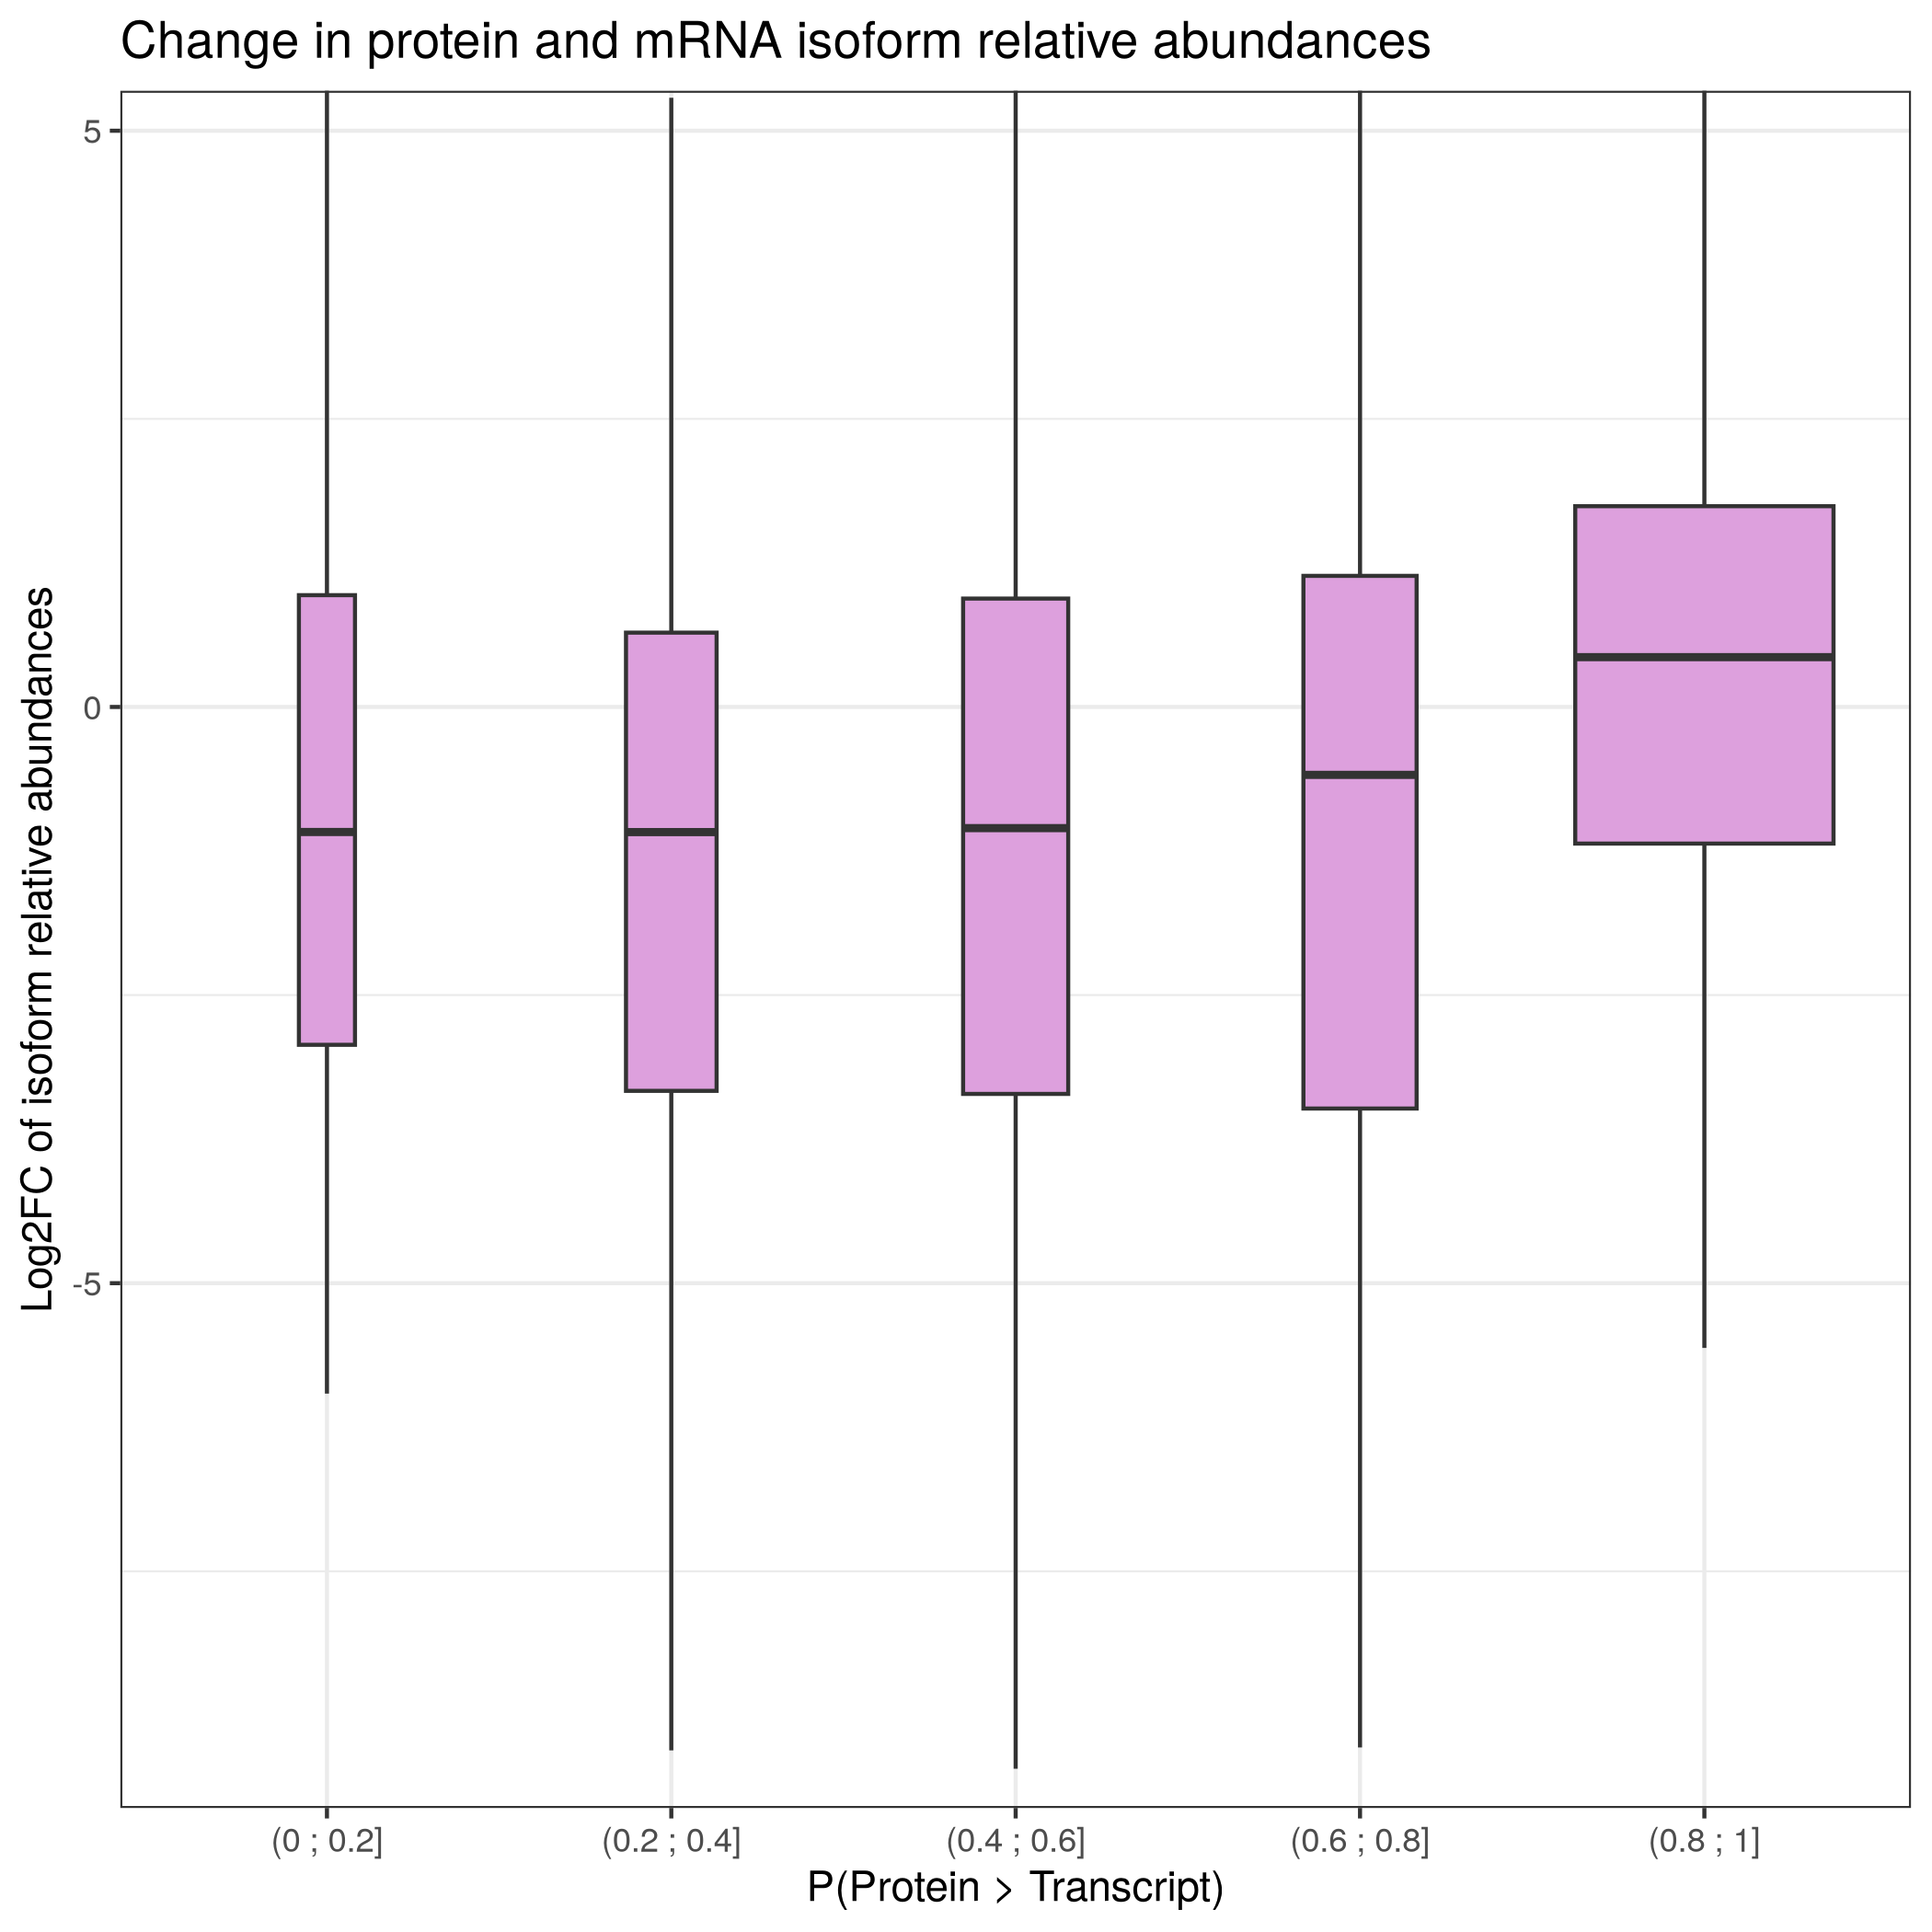 Change in protein and mRNA isoform relative abundances
Log2FC of isoform relative abundances
5
0
-5
(0 ; 0.2]
(0.2 ; 0.4]
(0.4 ; 0.6]
(0.6 ; 0.8]
(0.8 ; 1]
P(Protein > Transcript)